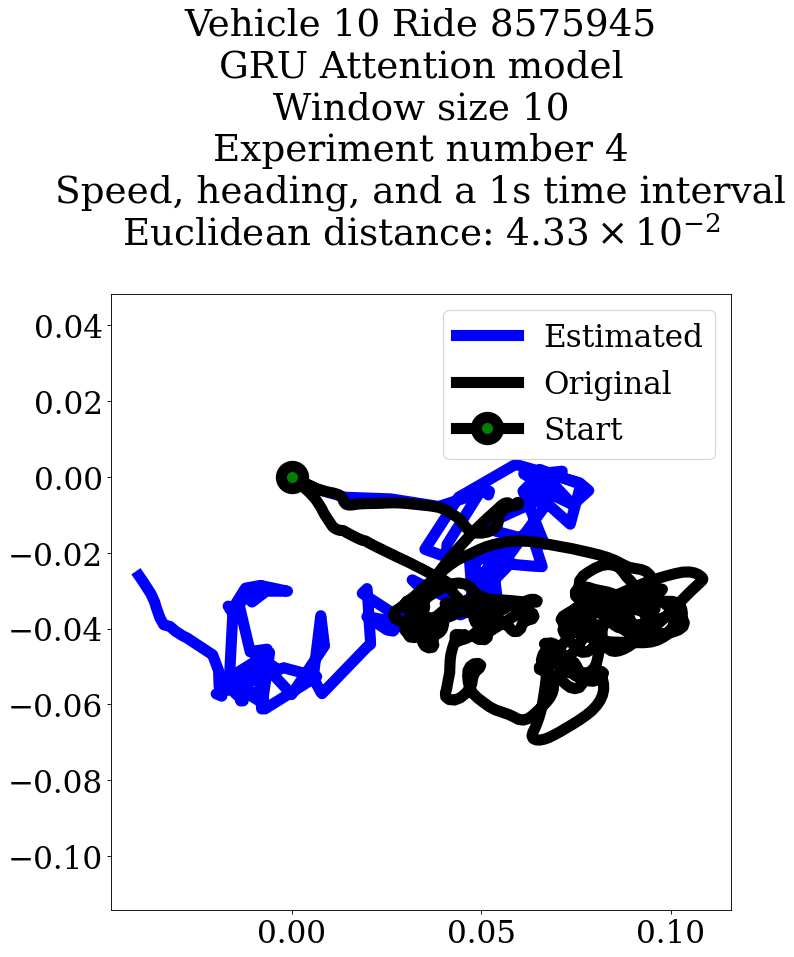 Vehicle 10 Ride 8575945
GRU Attention model
Window size 10
Experiment number 4
Speed, heading, and a 1s time interval
Euclidean distance: 4.33 × 10⁻²
Estimated
Original
Start
0.04
0.02
0.00
−0.02
−0.04
−0.06
−0.08
−0.10
0.00 0.05 0.10